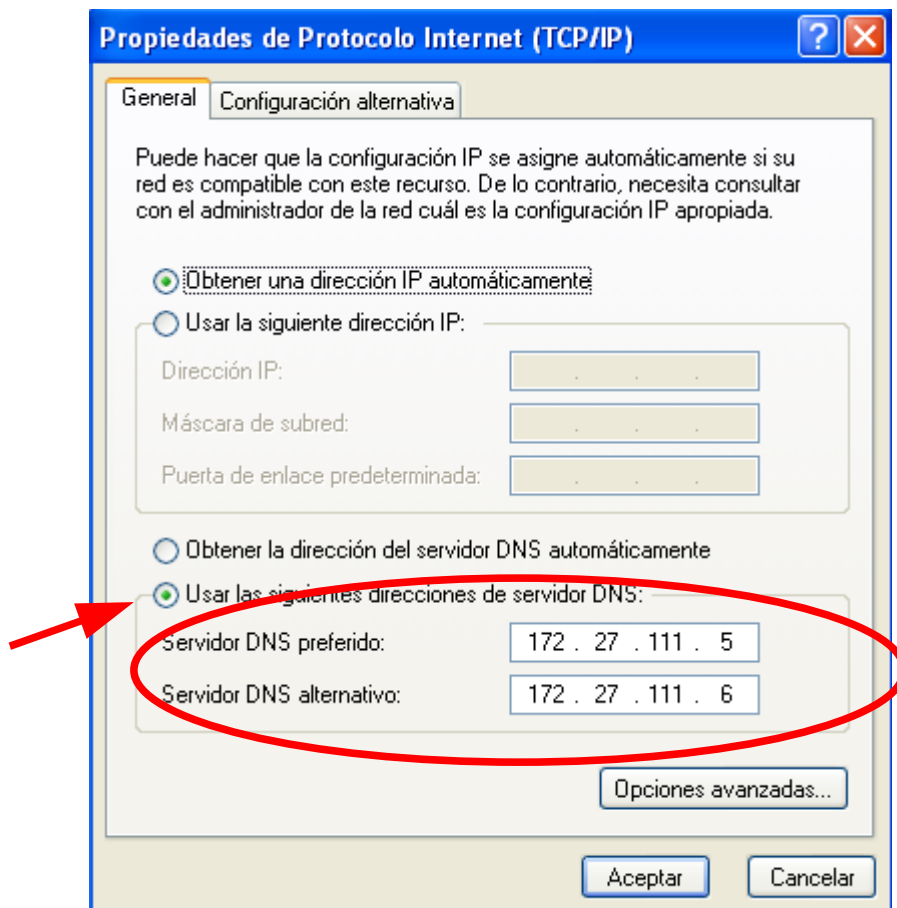 Propiedades de Protocolo Internet (TCP/IP)
General
Configuración alternativa
Puede hacer que la configuración IP se asigne automáticamente si su
red es compatible con este recurso. De lo contrario, necesita consultar
con el administrador de la red cuál es la configuración IP apropiada.
Obtener una dirección IP automáticamente
Usar la siguiente dirección IP:
Dirección IP:
Máscara de subred:
Puerta de enlace predeterminada:
Obtener la dirección del servidor DNS automáticamente
Usar las siguientes direcciones de servidor DNS:
Servidor DNS preferido: 172 . 27 . 111 . 5
Servidor DNS alternativo: 172 . 27 . 111 . 6
Opciones avanzadas...
Aceptar
Cancelar